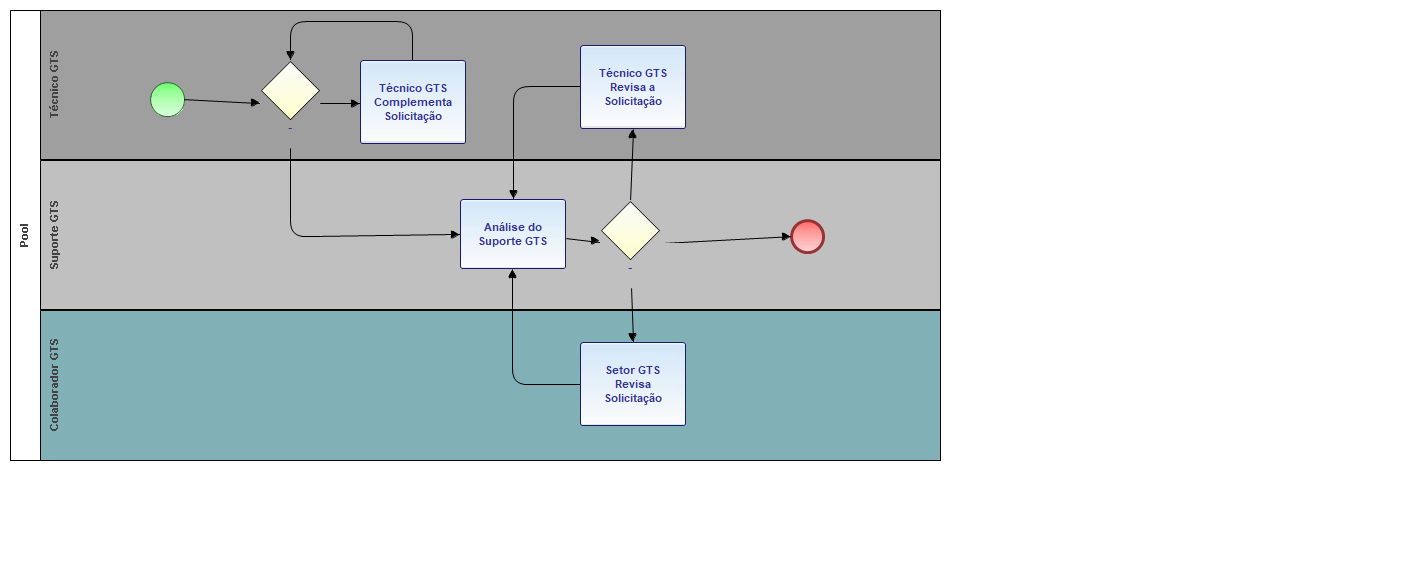 Pool
Técnico GTS
Técnico GTS
Complementa
Solicitação
-
Técnico GTS
Revisa a
Solicitação
Suporte GTS
Análise do
Suporte GTS
-
Colaborador GTS
Setor GTS
Revisa
Solicitação